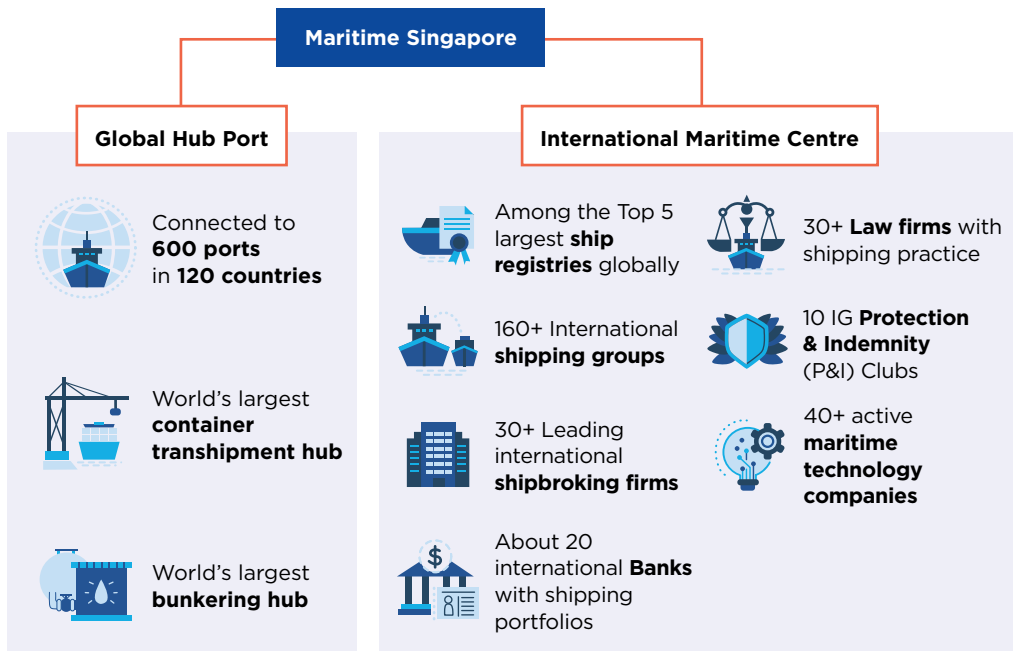 Maritime Singapore
Global Hub Port
Connected to
600 ports
in 120 countries
World's largest
container
transhipment hub
World's largest
bunkering hub
International Maritime Centre
Among the Top 5
largest ship
registries globally
160+ International
shipping groups
30+ Leading
international
shipbroking firms
$
About 20
international Banks
with shipping
portfolios
30+ Law firms with
shipping practice
10 IG Protection
& Indemnity
(P&I) Clubs
40+ active
maritime
technology
companies